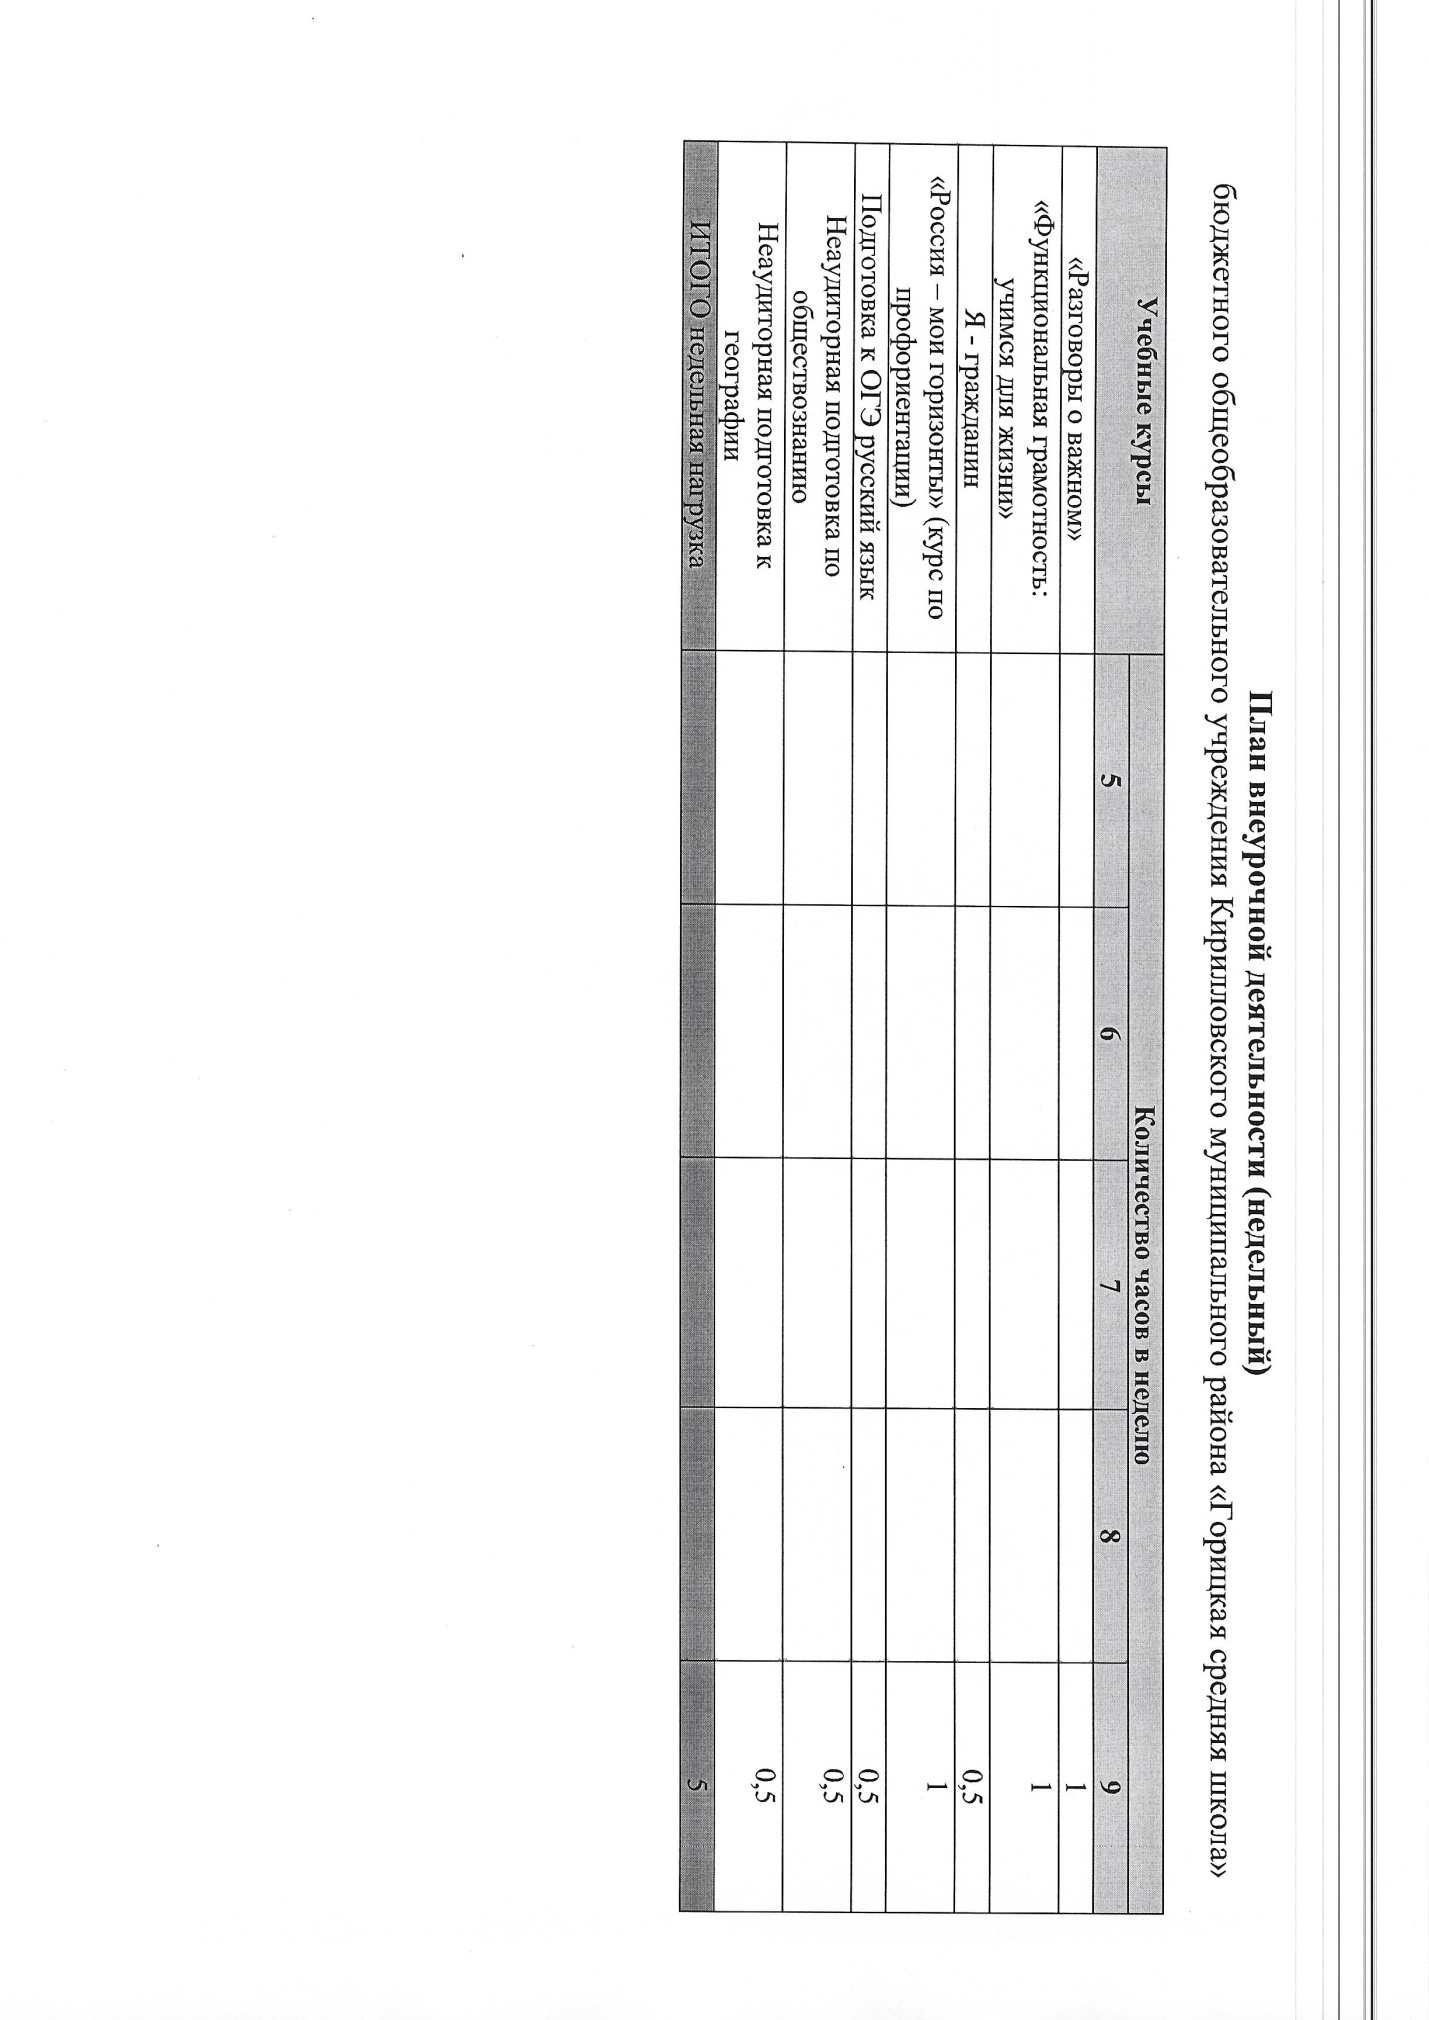 План внеурочной деятельности (недельный)
бюджетного общеобразовательного учреждения Кирилловского муниципального района «Горицкая средняя школа»
Учебные курсы
Количество часов в неделю
5 6 7 8 9
«Разговоры о важном» 1
«Функциональная грамотность:
учимся для жизни» 1
Я - гражданин 0,5
«Россия – мои горизонты» (курс по
профориентации) 1
Подготовка к ОГЭ русский язык 0,5
Неаудиторная подготовка по
обществознанию 0,5
Неаудиторная подготовка к
географии 0,5
ИТОГО недельная нагрузка 5